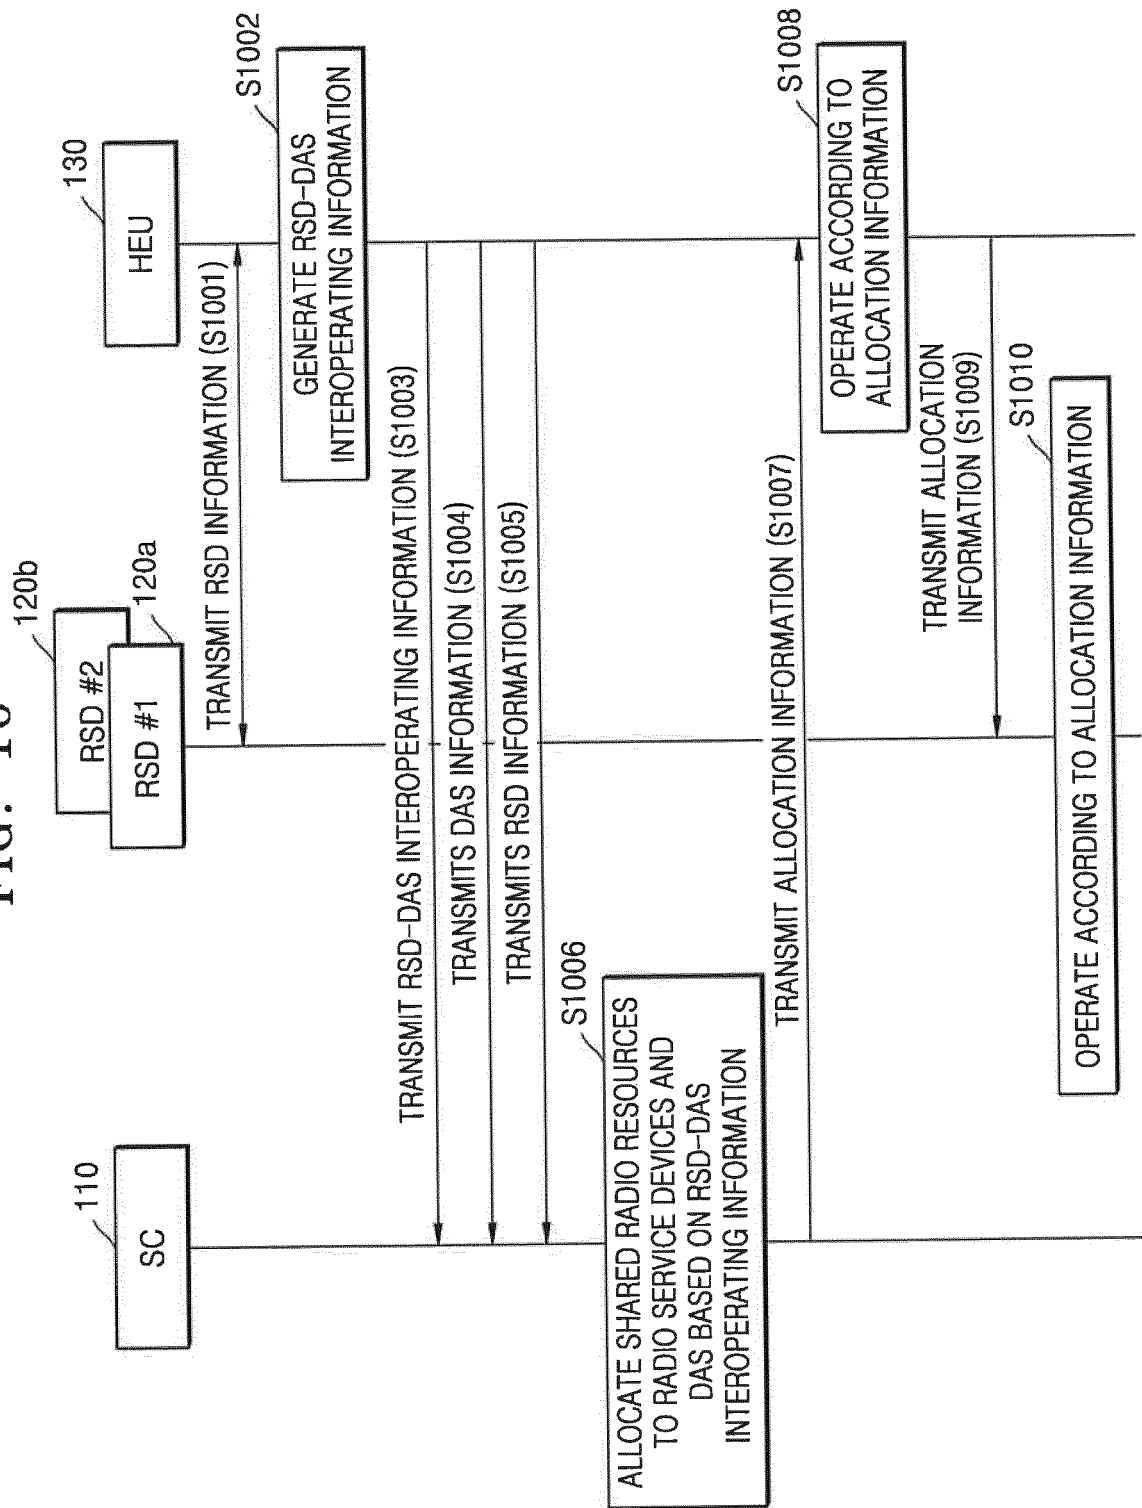 FIG. 10
120b
RSD #2
RSD #1
120a
110
SC
130
HEU
TRANSMIT RSD INFORMATION (S1001)
S1002
GENERATE RSD-DAS
INTEROPERATING INFORMATION
TRANSMIT RSD-DAS INTEROPERATING INFORMATION (S1003)
TRANSMITS DAS INFORMATION (S1004)
TRANSMITS RSD INFORMATION (S1005)
S1006
ALLOCATE SHARED RADIO RESOURCES
TO RADIO SERVICE DEVICES AND
DAS BASED ON RSD-DAS
INTEROPERATING INFORMATION
TRANSMIT ALLOCATION INFORMATION (S1007)
S1008
OPERATE ACCORDING TO
ALLOCATION INFORMATION
TRANSMIT ALLOCATION
INFORMATION (S1009)
S1010
OPERATE ACCORDING TO ALLOCATION INFORMATION